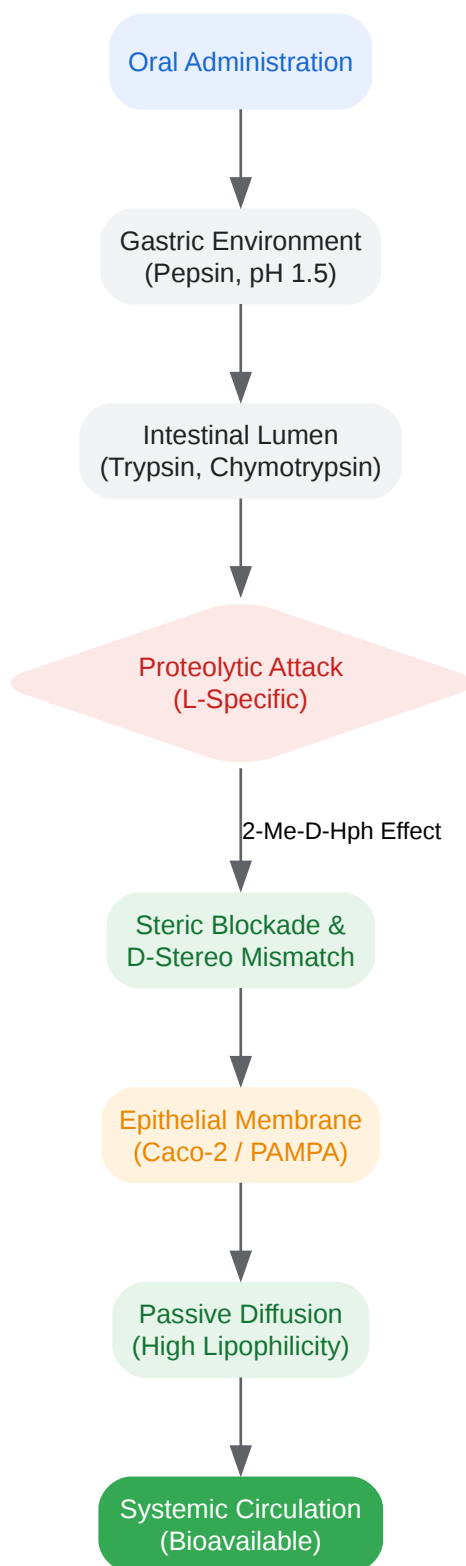 Oral Administration
Gastric Environment
(Pepsin, pH 1.5)
Intestinal Lumen
(Trypsin, Chymotrypsin)
Proteolytic Attack
(L-Specific)
2-Me-D-Hph Effect
Steric Blockade &
D-Stereo Mismatch
Epithelial Membrane
(Caco-2 / PAMPA)
Passive Diffusion
(High Lipophilicity)
Systemic Circulation
(Bioavailable)